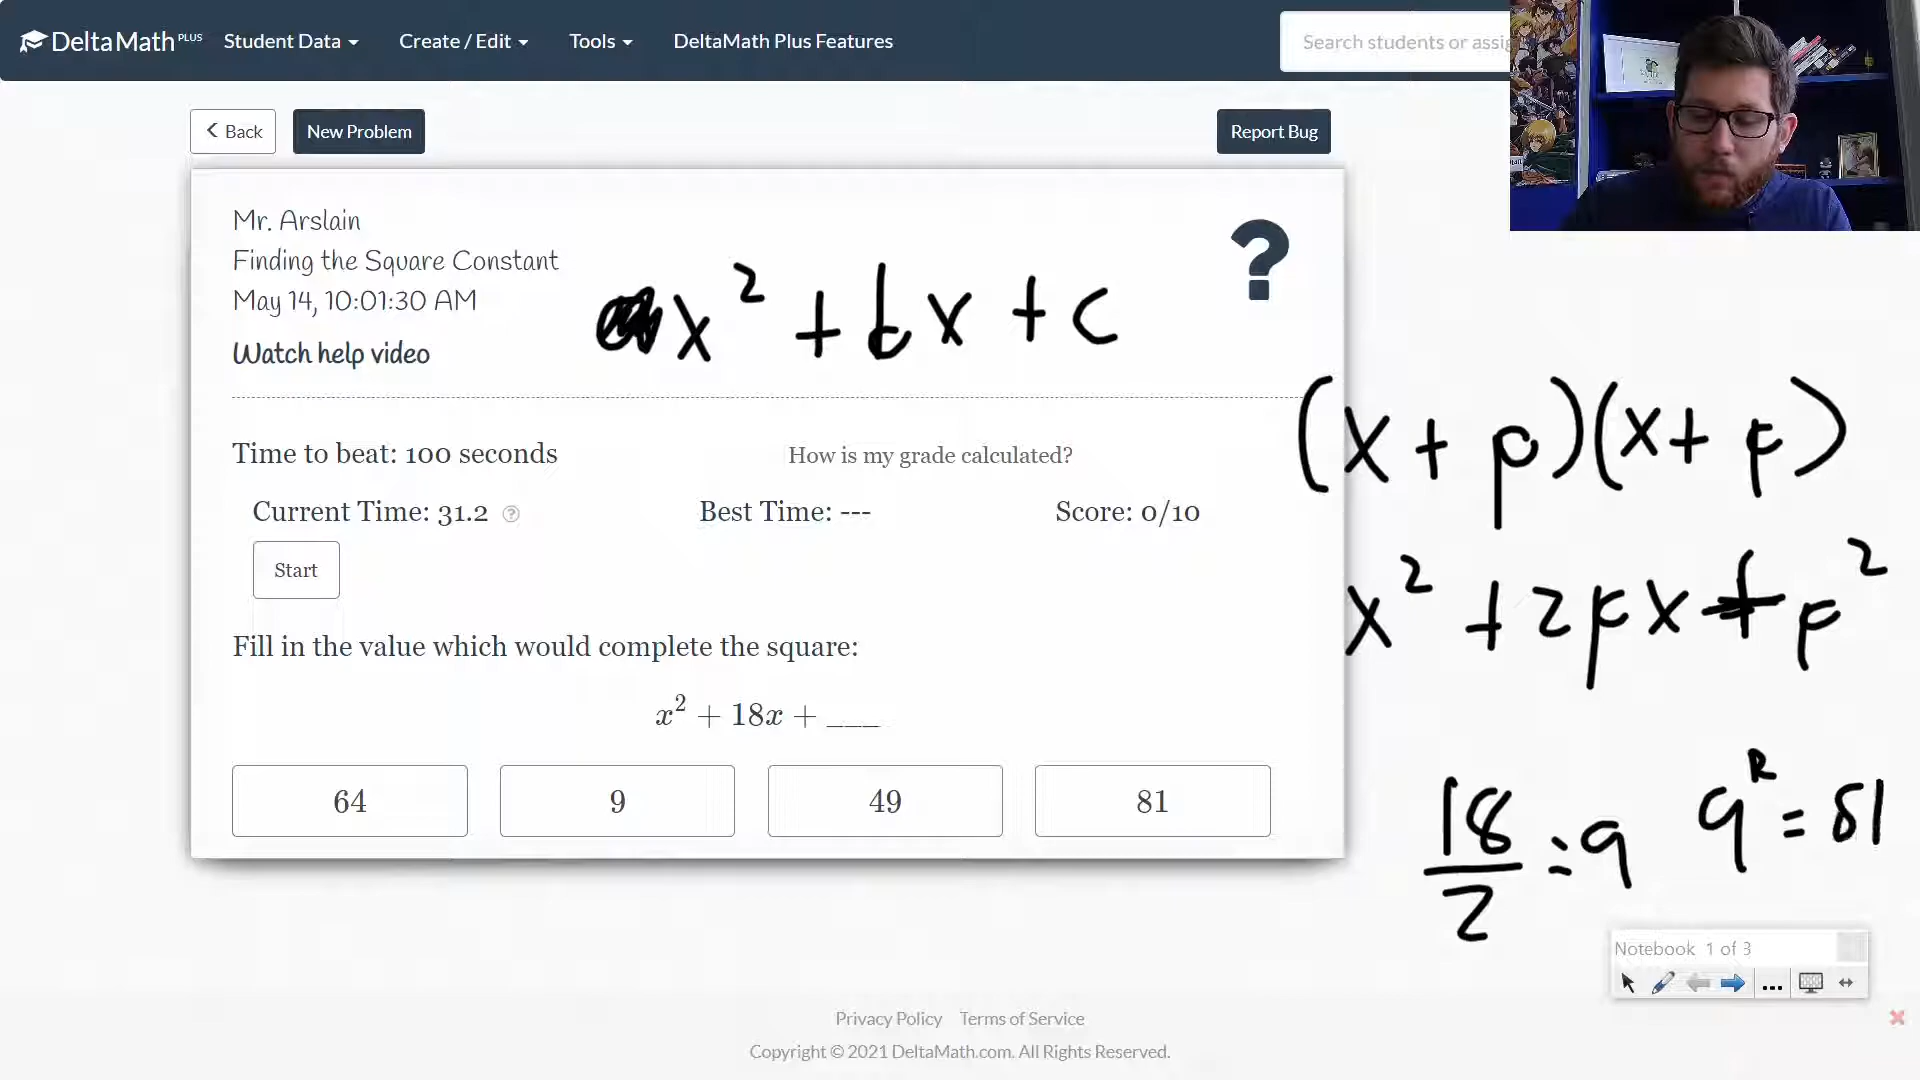 DeltaMath PLUS Student Data Create / Edit Tools DeltaMath Plus Features Search students or assig
Back New Problem Report Bug
Mr. Arslain
Finding the Square Constant
May 14, 10:01:30 AM
Watch help video
?
x² + bx + c
Time to beat: 100 seconds How is my grade calculated?
Current Time: 31.2 ? Best Time: --- Score: 0/10
Start
Fill in the value which would complete the square:
x² + 18x + ___
64 9 49 81
(x + p)(x + p)
x² + 2px + p²
18/2 = 9 9² = 81
Notebook 1 of 3
...
Privacy Policy Terms of Service
Copyright © 2021 DeltaMath.com. All Rights Reserved.